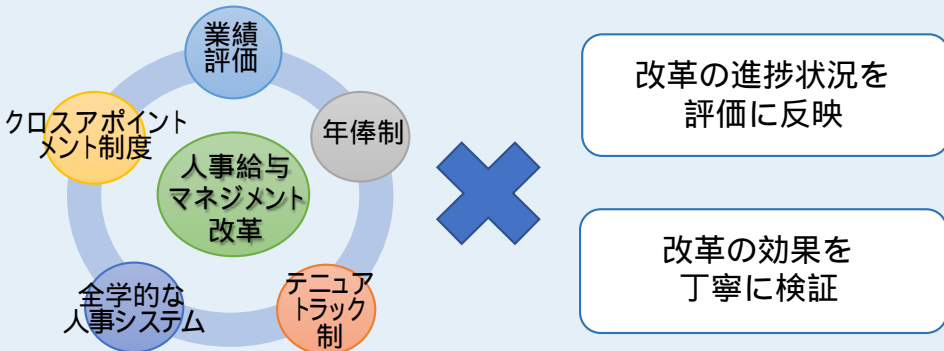 業績
評価
クロスアポイント
メント制度
年俸制
人事給与
マネジメント
改革
全学的な
人事システム
テニュア
トラック
制
改革の進捗状況を
評価に反映
改革の効果を
丁寧に検証